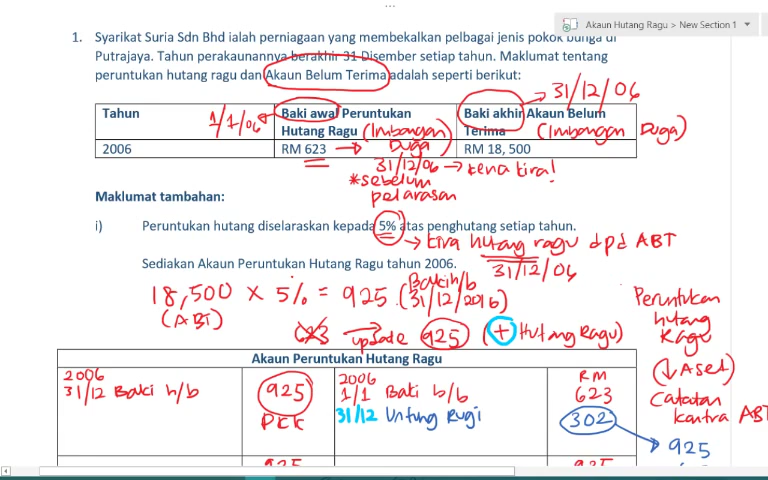 Akaun Hutang Ragu > New Section 1
1. Syarikat Suria Sdn Bhd ialah perniagaan yang membekalkan pelbagai jenis pokok bunga di
Putrajaya. Tahun perakaunannya berakhir 31 Disember setiap tahun. Maklumat tentang
peruntukan hutang ragu dan Akaun Belum Terima adalah seperti berikut:
31/12/06
Tahun
1/1/06
Baki awal Peruntukan
Hutang Ragu (Imbangan
Duga)
Baki akhir Akaun Belum
Terima (Imbangan Duga)
2006
RM 623
RM 18, 500
31/12/06 → kena kira!
*sebelum
pelarasan
Maklumat tambahan:
i) Peruntukan hutang diselaraskan kepada 5% atas penghutang setiap tahun.
→ kira hutang ragu dpd ABT
31/12/06
Sediakan Akaun Peruntukan Hutang Ragu tahun 2006.
18,500 × 5% = 925 (Baki h/b
31/12/2016)
(ABT)
623 update 925 (+ Hutang Ragu)
Peruntukan
hutang
Ragu
(↓ Aset)
Catatan
kontra ABT
Akaun Peruntukan Hutang Ragu
2006
31/12 Baki h/b
925
PKK
2006
1/1 Baki b/b
31/12 Untung Rugi
RM
623
302
925
925
925